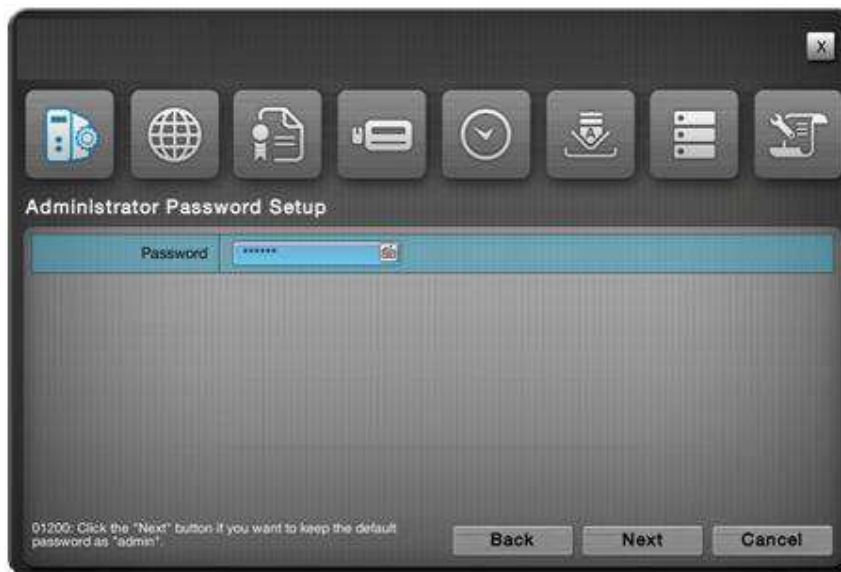 X
A
Administrator Password Setup
Password ******
01200: Click the "Next" button if you want to keep the default
password as "admin".
Back Next Cancel